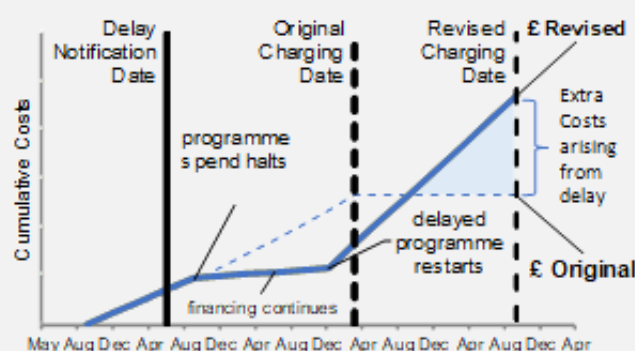 Delay
Notification
Date
Original
Charging
Date
Revised
Charging
Date
£ Revised
Cumulative Costs
programme
spend halts
Extra
Costs
arising
from
delay
delayed
programme
restarts
£ Original
financing continues
May Aug Dec Apr Aug Dec Apr Aug Dec Apr Aug Dec Apr Aug Dec Apr